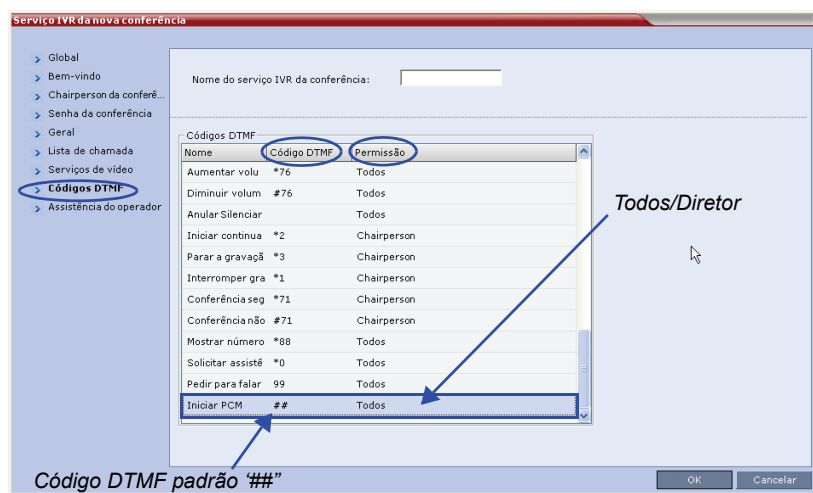 Serviço IVR da nova conferência
Global
Bem-vindo
Chairperson da conferê...
Senha da conferência
Geral
Lista de chamada
Serviços de vídeo
Códigos DTMF
Assistência do operador
Nome do serviço IVR da conferência:
Códigos DTMF
Nome Código DTMF Permissão
Aumentar volu *76 Todos
Diminuir volum #76 Todos
Anular Silenciar Todos
Iniciar continua *2 Chairperson
Parar a gravaçã *3 Chairperson
Interromper gra *1 Chairperson
Conferência seg *71 Chairperson
Conferência não #71 Chairperson
Mostrar número *88 Todos
Solicitar assistê *0 Todos
Pedir para falar 99 Todos
Iniciar PCM ## Todos
Todos/Diretor
Código DTMF padrão ‘##”
OK Cancelar